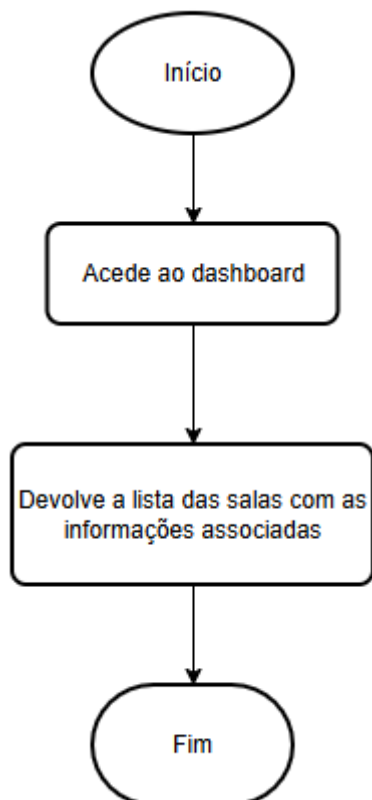 Início
Acede ao dashboard
Devolve a lista das salas com as
informações associadas
Fim